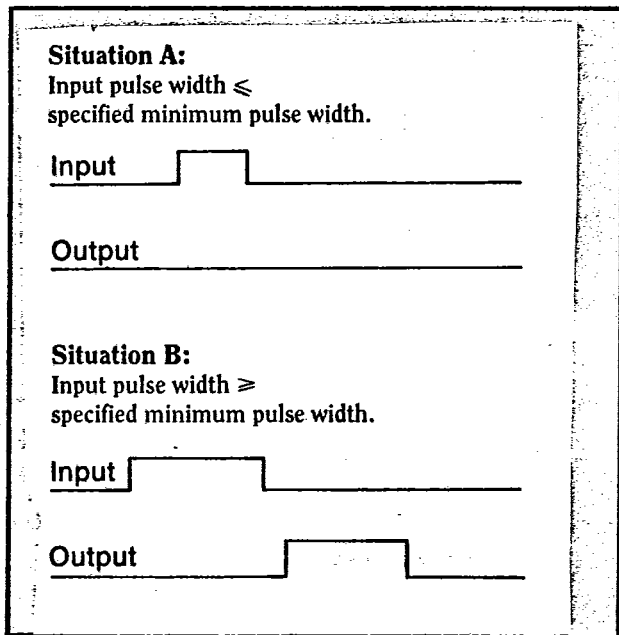 Situation A:
Input pulse width ⩽
specified minimum pulse width.
Input
Output
Situation B:
Input pulse width ⩾
specified minimum pulse width.
Input
Output